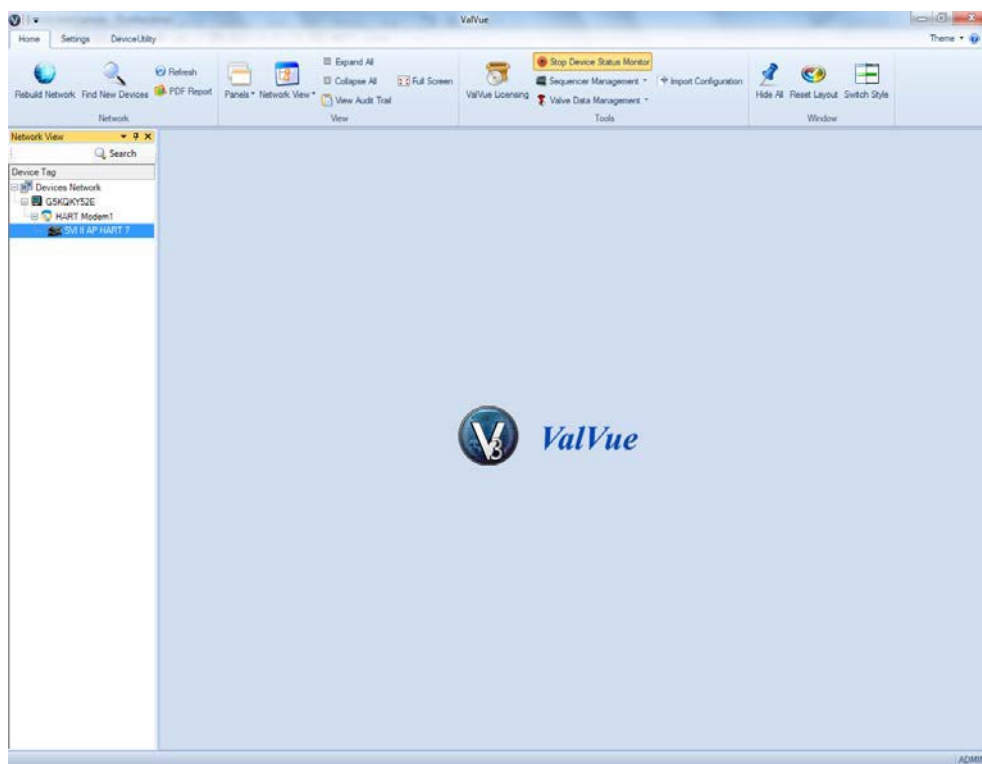 ValVue
Home Settings DeviceUtility Theme
Rebuild Network Find New Devices Refresh PDF Report
Network
Panels Network View Expand All Collapse All View Audit Trail Full Screen
View
ValVue Licensing Stop Device Status Monitor Sequencer Management Valve Data Management Import Configuration
Tools
Hide All Reset Layout Switch Style
Window
Network View
Search
Device Tag
Devices Network
G5KQKY52E
HART Modem1
SVI II AP HART 7
V3 ValVue
ADMIN